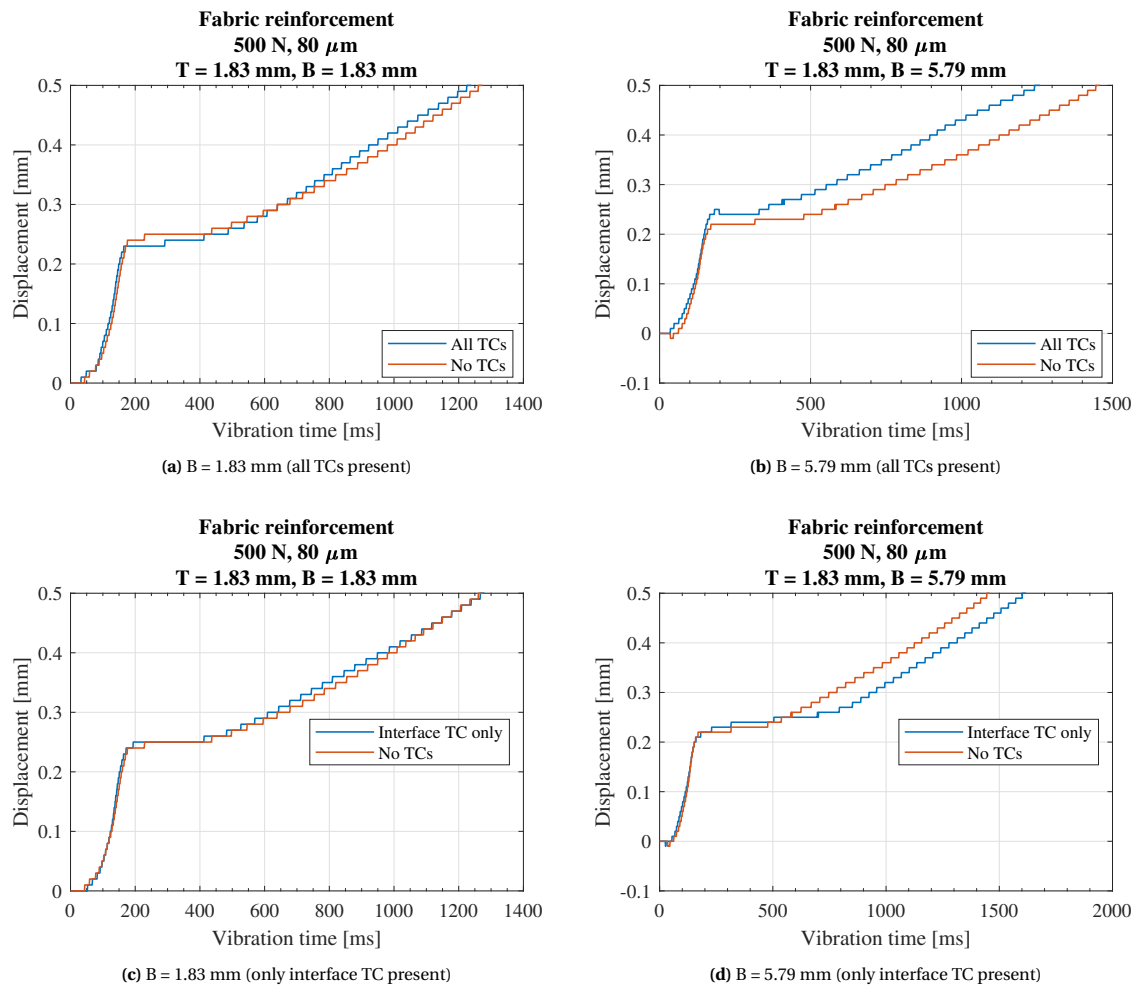 Fabric reinforcement
500 N, 80 μm
T = 1.83 mm, B = 1.83 mm
Displacement [mm]
0.5
0.4
0.3
0.2
0.1
0
0 200 400 600 800 1000 1200 1400
Vibration time [ms]
All TCs
No TCs
(a) B = 1.83 mm (all TCs present)
Fabric reinforcement
500 N, 80 μm
T = 1.83 mm, B = 5.79 mm
Displacement [mm]
0.5
0.4
0.3
0.2
0.1
0
-0.1
0 500 1000 1500
Vibration time [ms]
All TCs
No TCs
(b) B = 5.79 mm (all TCs present)
Fabric reinforcement
500 N, 80 μm
T = 1.83 mm, B = 1.83 mm
Displacement [mm]
0.5
0.4
0.3
0.2
0.1
0
0 200 400 600 800 1000 1200 1400
Vibration time [ms]
Interface TC only
No TCs
(c) B = 1.83 mm (only interface TC present)
Fabric reinforcement
500 N, 80 μm
T = 1.83 mm, B = 5.79 mm
Displacement [mm]
0.5
0.4
0.3
0.2
0.1
0
-0.1
0 500 1000 1500 2000
Vibration time [ms]
Interface TC only
No TCs
(d) B = 5.79 mm (only interface TC present)